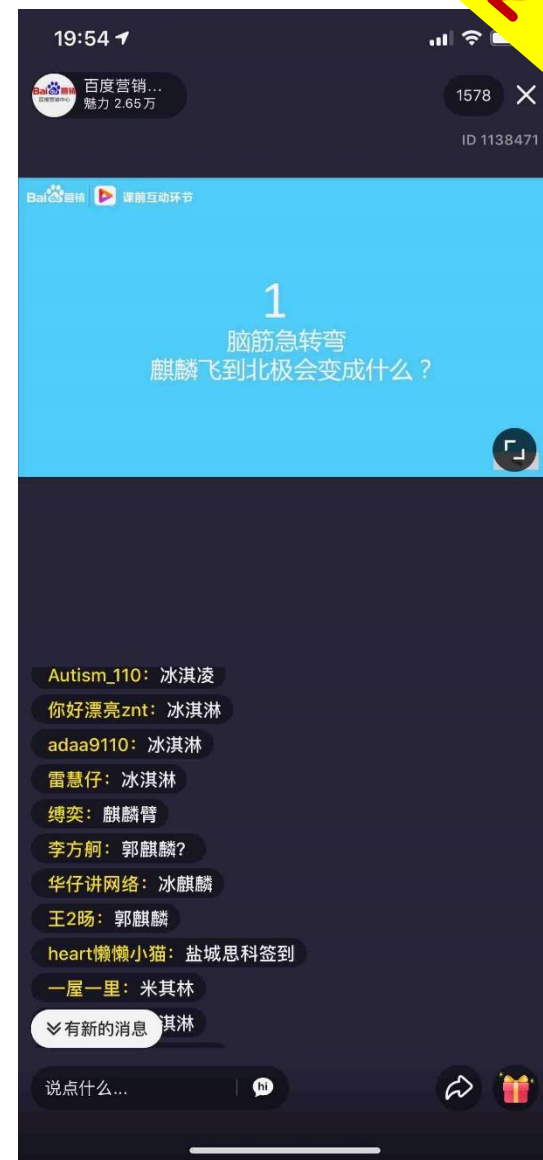 19:54
百度营销...
魅力 2.65万
1578
ID 1138471
Bai 营销 课前互动环节
1
脑筋急转弯
麒麟飞到北极会变成什么？
Autism_110：冰淇凌
你好漂亮znt：冰淇淋
adaa9110：冰淇淋
雷慧仔：冰淇淋
缚奕：麒麟臂
李方舸：郭麒麟?
华仔讲网络：冰麒麟
王2旸：郭麒麟
heart懒懒小猫：盐城思科签到
一屋一里：米其林
淇淋
有新的消息
说点什么...
hi